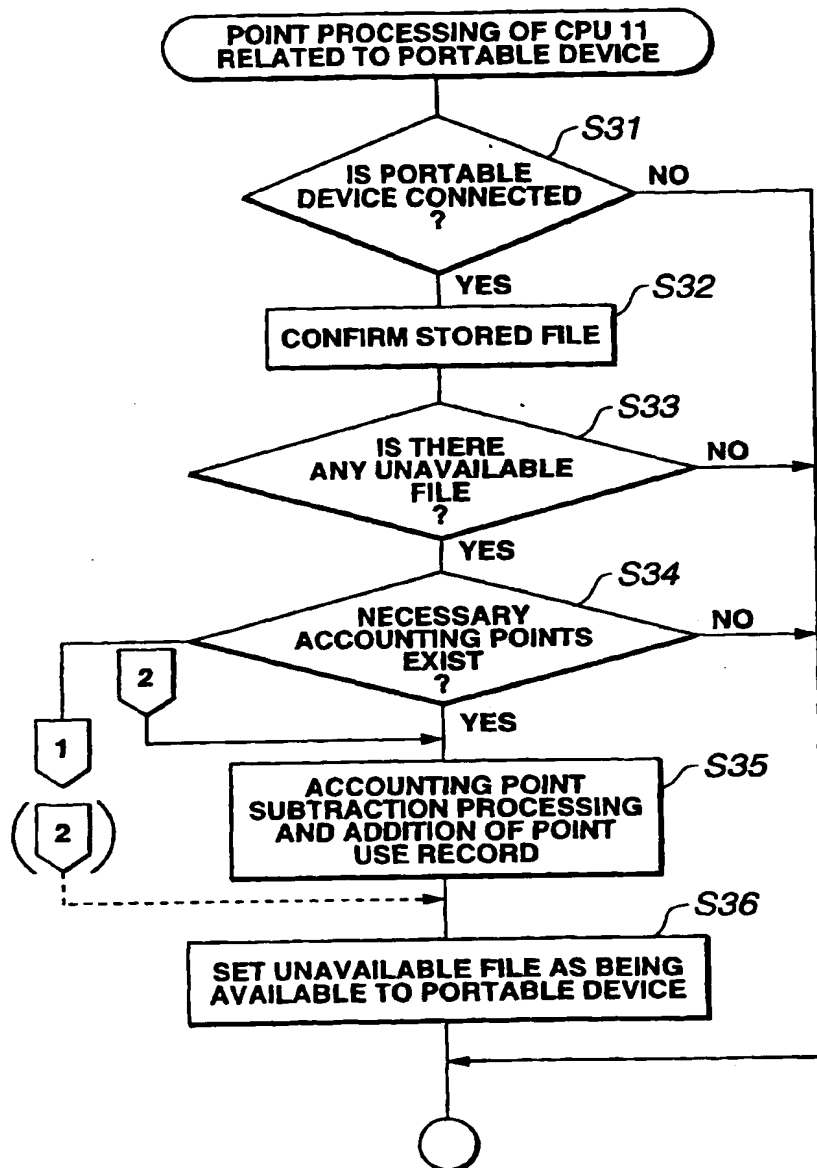 POINT PROCESSING OF CPU 11
RELATED TO PORTABLE DEVICE
S31
IS PORTABLE
DEVICE CONNECTED
?
NO
YES
S32
CONFIRM STORED FILE
S33
IS THERE
ANY UNAVAILABLE
FILE
?
NO
YES
S34
NECESSARY
ACCOUNTING POINTS
EXIST
?
NO
2
YES
1
S35
ACCOUNTING POINT
SUBTRACTION PROCESSING
AND ADDITION OF POINT
USE RECORD
(2)
S36
SET UNAVAILABLE FILE AS BEING
AVAILABLE TO PORTABLE DEVICE